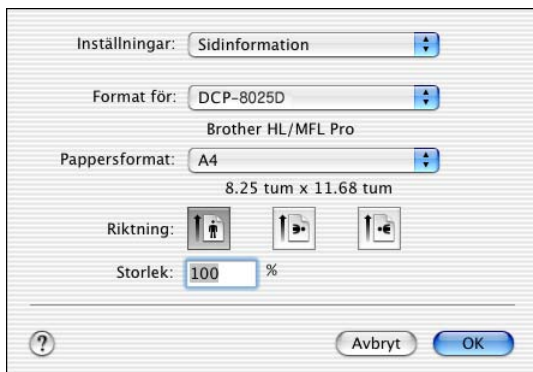 Inställningar: Sidinformation
Format för: DCP-8025D
Brother HL/MFL Pro
Pappersformat: A4
8.25 tum x 11.68 tum
Riktning:
Storlek: 100 %
? Avbryt OK